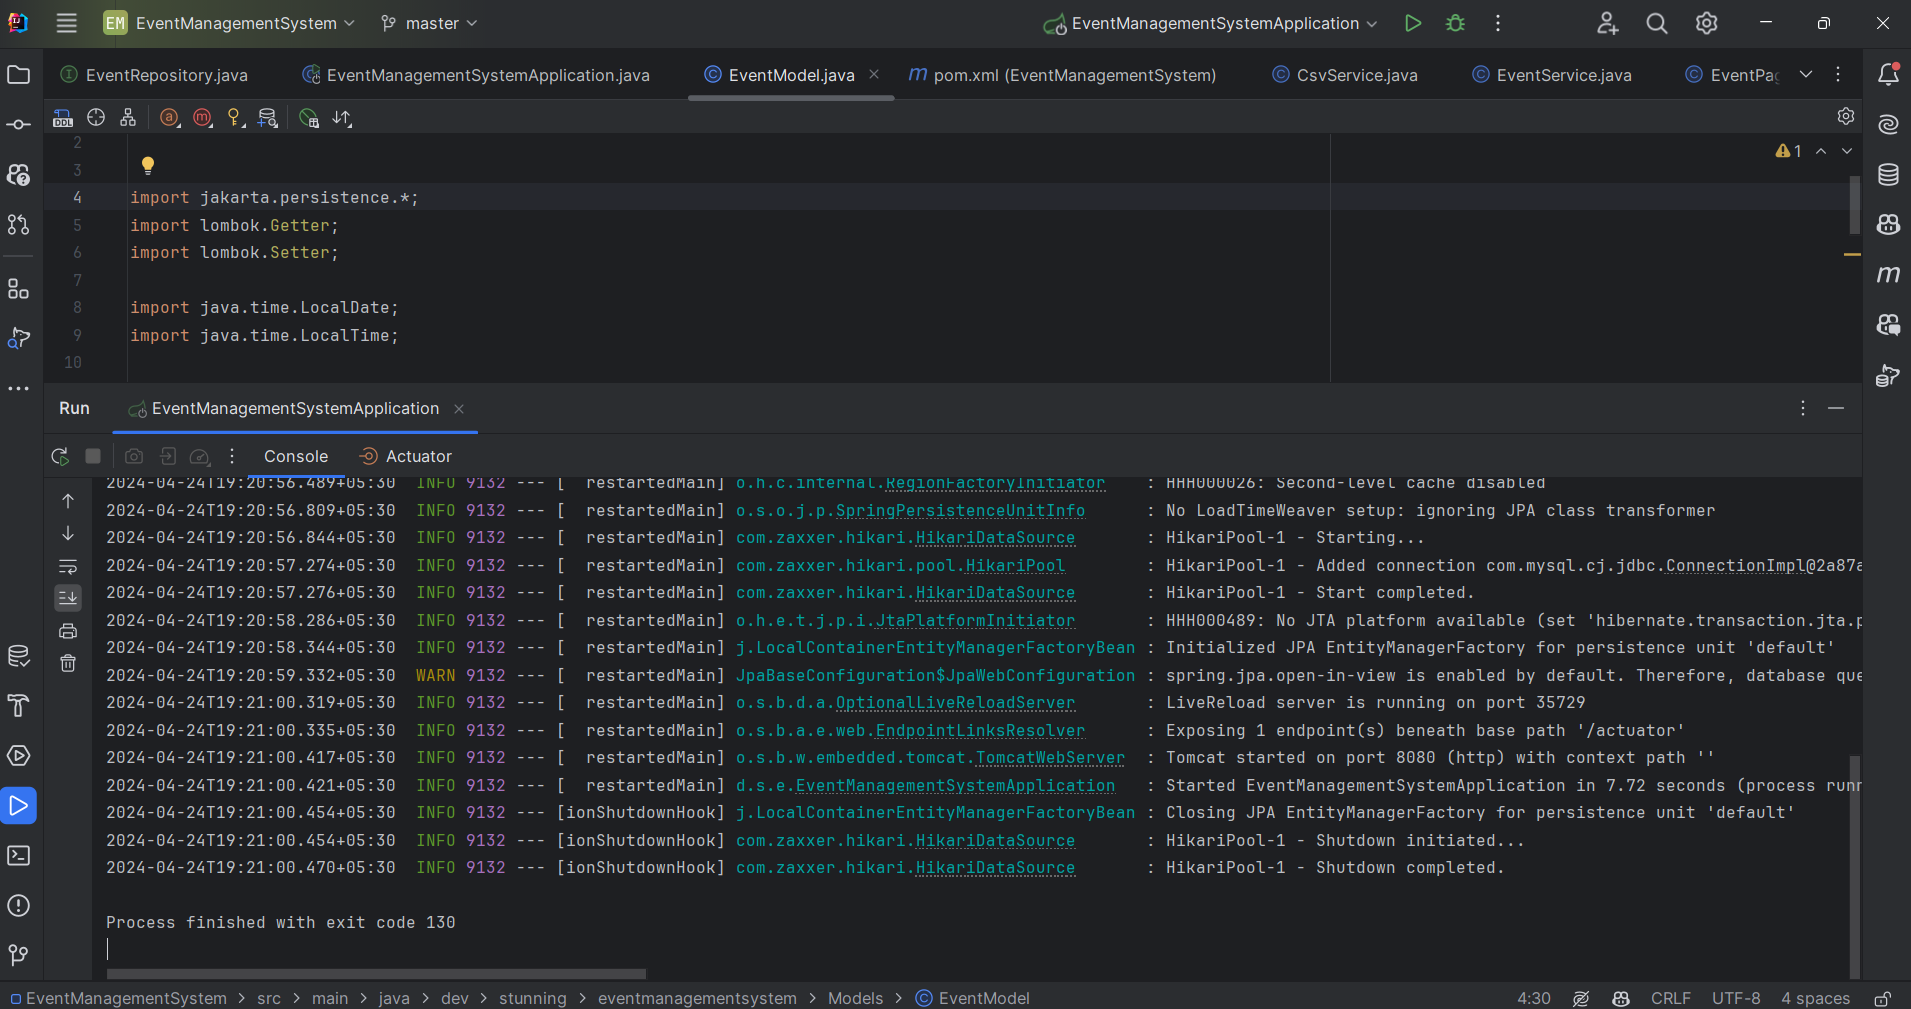 EM EventManagementSystem master EventManagementSystemApplication
EventRepository.java EventManagementSystemApplication.java EventModel.java pom.xml (EventManagementSystem) CsvService.java EventService.java EventPag
DDL a m
2
3
1
4 import jakarta.persistence.*;
5 import lombok.Getter;
6 import lombok.Setter;
7
8 import java.time.LocalDate;
9 import java.time.LocalTime;
10
Run EventManagementSystemApplication
Console Actuator
2024-04-24T19:20:56.489+05:30  INFO 9132 --- [  restartedMain] o.h.c.internal.RegionFactoryInitiator    : HHH000026: Second-level cache disabled
2024-04-24T19:20:56.809+05:30  INFO 9132 --- [  restartedMain] o.s.o.j.p.SpringPersistenceUnitInfo      : No LoadTimeWeaver setup: ignoring JPA class transformer
2024-04-24T19:20:56.844+05:30  INFO 9132 --- [  restartedMain] com.zaxxer.hikari.HikariDataSource       : HikariPool-1 - Starting...
2024-04-24T19:20:57.274+05:30  INFO 9132 --- [  restartedMain] com.zaxxer.hikari.pool.HikariPool        : HikariPool-1 - Added connection com.mysql.cj.jdbc.ConnectionImpl@2a87a
2024-04-24T19:20:57.276+05:30  INFO 9132 --- [  restartedMain] com.zaxxer.hikari.HikariDataSource       : HikariPool-1 - Start completed.
2024-04-24T19:20:58.286+05:30  INFO 9132 --- [  restartedMain] o.h.e.t.j.p.i.JtaPlatformInitiator       : HHH000489: No JTA platform available (set 'hibernate.transaction.jta.p
2024-04-24T19:20:58.344+05:30  INFO 9132 --- [  restartedMain] j.LocalContainerEntityManagerFactoryBean : Initialized JPA EntityManagerFactory for persistence unit 'default'
2024-04-24T19:20:59.332+05:30  WARN 9132 --- [  restartedMain] JpaBaseConfiguration$JpaWebConfiguration : spring.jpa.open-in-view is enabled by default. Therefore, database que
2024-04-24T19:21:00.319+05:30  INFO 9132 --- [  restartedMain] o.s.b.d.a.OptionalLiveReloadServer       : LiveReload server is running on port 35729
2024-04-24T19:21:00.335+05:30  INFO 9132 --- [  restartedMain] o.s.b.a.e.web.EndpointLinksResolver      : Exposing 1 endpoint(s) beneath base path '/actuator'
2024-04-24T19:21:00.417+05:30  INFO 9132 --- [  restartedMain] o.s.b.w.embedded.tomcat.TomcatWebServer  : Tomcat started on port 8080 (http) with context path ''
2024-04-24T19:21:00.421+05:30  INFO 9132 --- [  restartedMain] d.s.e.EventManagementSystemApplication   : Started EventManagementSystemApplication in 7.72 seconds (process runn
2024-04-24T19:21:00.454+05:30  INFO 9132 --- [ionShutdownHook] j.LocalContainerEntityManagerFactoryBean : Closing JPA EntityManagerFactory for persistence unit 'default'
2024-04-24T19:21:00.454+05:30  INFO 9132 --- [ionShutdownHook] com.zaxxer.hikari.HikariDataSource       : HikariPool-1 - Shutdown initiated...
2024-04-24T19:21:00.470+05:30  INFO 9132 --- [ionShutdownHook] com.zaxxer.hikari.HikariDataSource       : HikariPool-1 - Shutdown completed.
Process finished with exit code 130
EventManagementSystem > src > main > java > dev > stunning > eventmanagementsystem > Models > EventModel 4:30 CRLF UTF-8 4 spaces